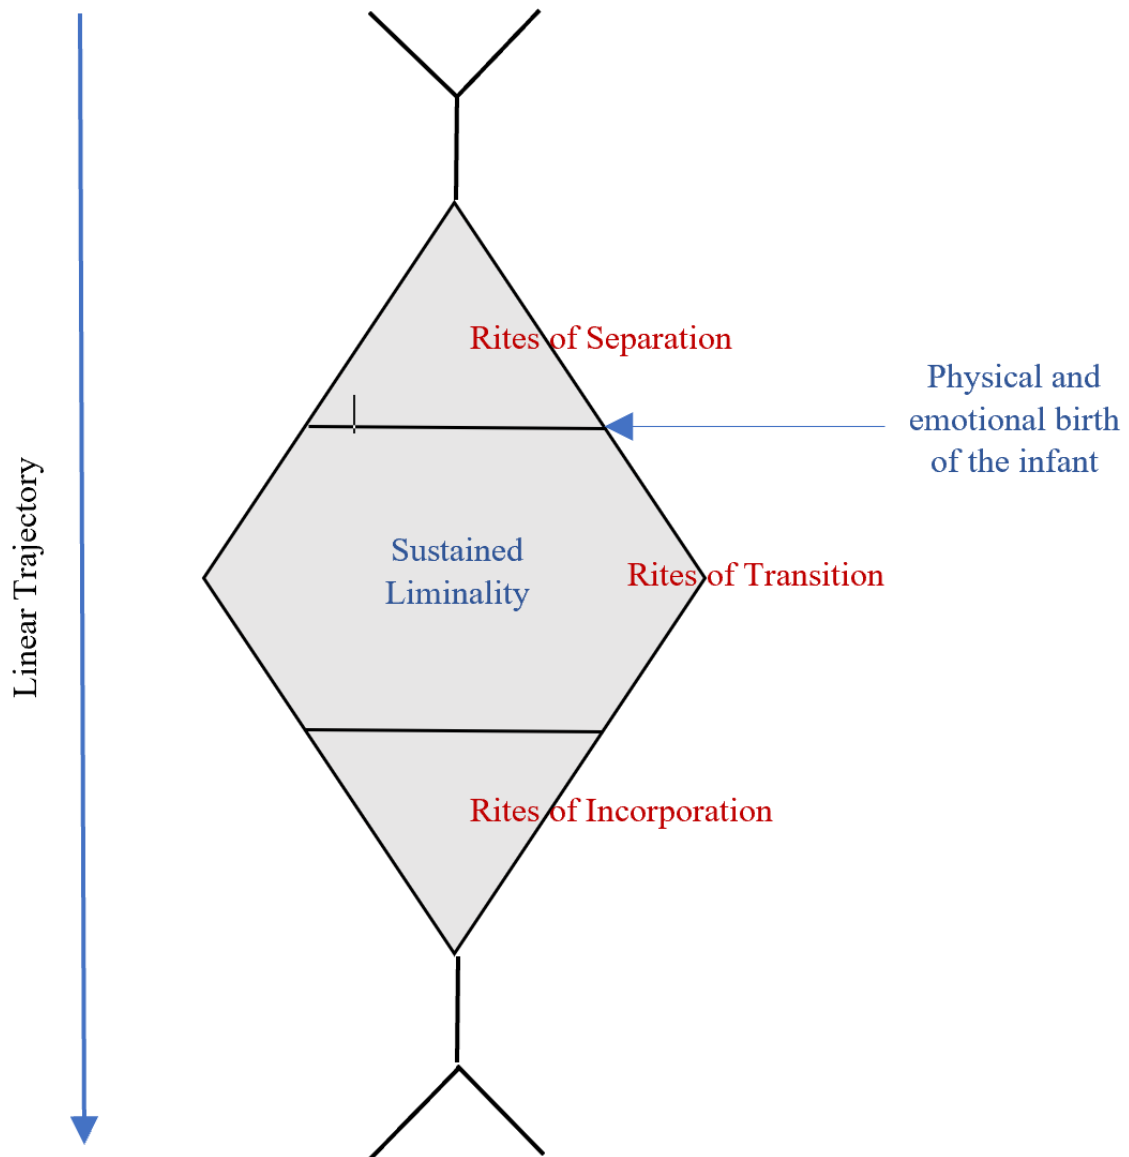 Rites of Separation
Physical and
emotional birth
of the infant
Linear Trajectory
Sustained
Liminality
Rites of Transition
Rites of Incorporation